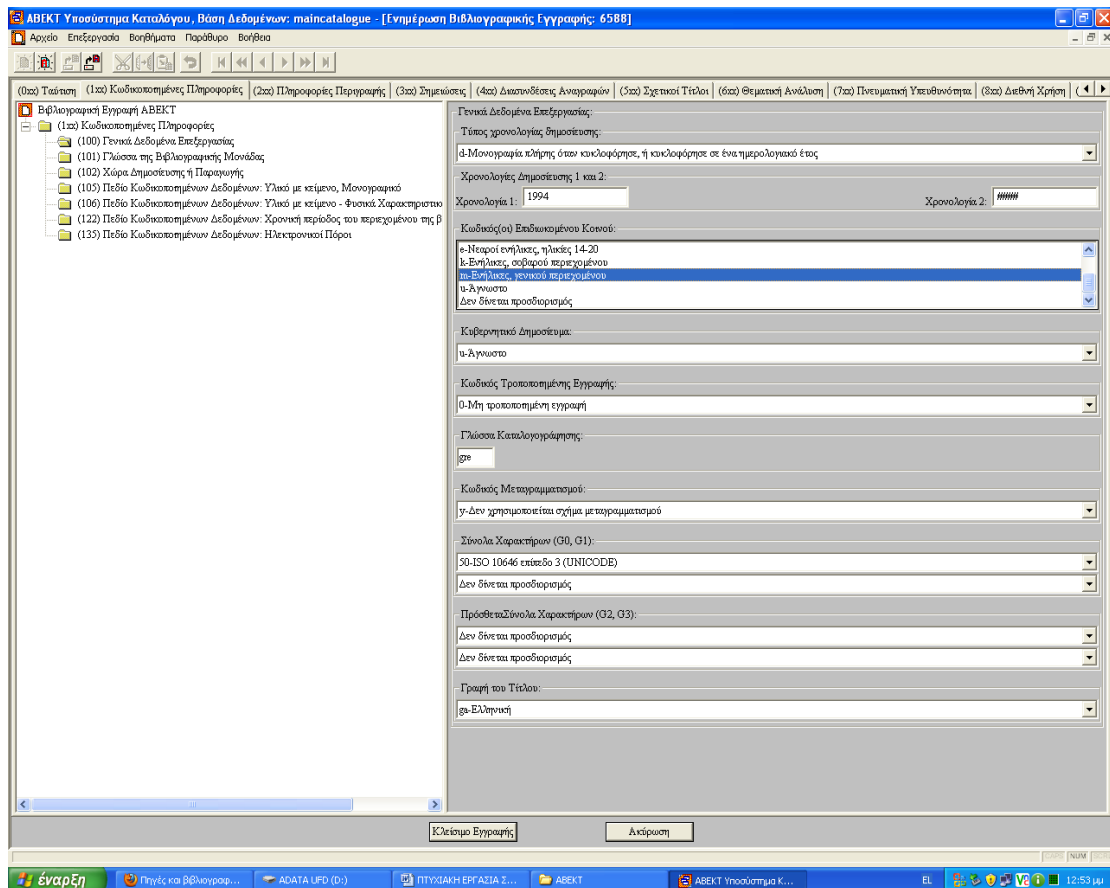 ΑΒΕΚΤ Υποσύστημα Καταλόγου, Βάση Δεδομένων: maincatalogue - [Ενημέρωση Βιβλιογραφικής Εγγραφής: 6588]
Αρχείο Επεξεργασία Βοηθήματα Παράθυρο Βοήθεια
(0xx) Ταύτιση (1xx) Κωδικοποιημένες Πληροφορίες (2xx) Πληροφορίες Περιγραφής (3xx) Σημειώσεις (4xx) Διασυνδέσεις Αναγραφών (5xx) Σχετικοί Τίτλοι (6xx) Θεματική Ανάλυση (7xx) Πνευματική Υπευθυνότητα (8xx) Διεθνή Χρήση (
Βιβλιογραφική Εγγραφή ΑΒΕΚΤ
(1xx) Κωδικοποιημένες Πληροφορίες
(100) Γενικά Δεδομένα Επεξεργασίας
(101) Γλώσσα της Βιβλιογραφικής Μονάδας
(102) Χώρα Δημοσίευσης ή Παραγωγής
(105) Πεδίο Κωδικοποιημένων Δεδομένων: Υλικό με κείμενο, Μονογραφικό
(106) Πεδίο Κωδικοποιημένων Δεδομένων: Υλικό με κείμενο - Φυσικά Χαρακτηριστικο
(122) Πεδίο Κωδικοποιημένων Δεδομένων: Χρονική περίοδος του περιεχομένου της β
(135) Πεδίο Κωδικοποιημένων Δεδομένων: Ηλεκτρονικοί Πόροι
Γενικά Δεδομένα Επεξεργασίας:
Τύπος χρονολογίας δημοσίευσης:
d-Μονογραφία πλήρης όταν κυκλοφόρησε, ή κυκλοφόρησε σε ένα ημερολογιακό έτος
Χρονολογίες Δημοσίευσης 1 και 2:
Χρονολογία 1: 1994 Χρονολογία 2: ####
Κωδικός(οι) Επιδιωκομένου Κοινού:
e-Νεαροί ενήλικες, ηλικίες 14-20
k-Ενήλικες, σοβαρού περιεχομένου
m-Ενήλικες, γενικού περιεχομένου
u-Άγνωστο
Δεν δίνεται προσδιορισμός
Κυβερνητικό Δημοσίευμα:
u-Άγνωστο
Κωδικός Τροποποιημένης Εγγραφής:
0-Μη τροποποιημένη εγγραφή
Γλώσσα Καταλογογράφησης:
gre
Κωδικός Μεταγραμματισμού:
y-Δεν χρησιμοποιείται σχήμα μεταγραμματισμού
Σύνολα Χαρακτήρων (G0, G1):
50-ISO 10646 επίπεδο 3 (UNICODE)
Δεν δίνεται προσδιορισμός
ΠρόσθεταΣύνολα Χαρακτήρων (G2, G3):
Δεν δίνεται προσδιορισμός
Δεν δίνεται προσδιορισμός
Γραφή του Τίτλου:
ga-Ελληνική
Κλείσιμο Εγγραφής Ακύρωση
CAPS NUM SCRL
έναρξη Πηγές και βιβλιογραφ... ADATA UFD (D:) ΠΤΥΧΙΑΚΗ ΕΡΓΑΣΙΑ Σ... ΑΒΕΚΤ ΑΒΕΚΤ Υποσύστημα Κ... EL 12:53 μμ